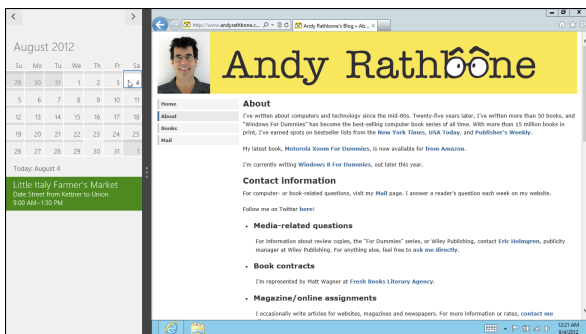 August 2012
Su Mo Tu We Th Fr Sa
29 30 31 1 2 3 4
5 6 7 8 9 10 11
12 13 14 15 16 17 18
19 20 21 22 23 24 25
26 27 28 29 30 31 1
Today: August 4
Little Italy Farmer's Market
Date Street from Kettner to Union
9:00 AM–1:30 PM
http://www.andyrathbone.c...
Andy Rathbone's Blog » Ab...
Andy Rathbone
Home
About
Books
Mail
About
I've written about computers and technology since the mid-80s. Twenty-five years later, I've written more than 50 books, and
"Windows For Dummies" has become the best-selling computer book series of all time. With more than 15 million books in
print, I've earned spots on bestseller lists from the New York Times, USA Today, and Publisher's Weekly.
My latest book, Motorola Xoom For Dummies, is now available for from Amazon.
I'm currently writing Windows 8 For Dummies, out later this year.
Contact information
For computer- or book-related questions, visit my Mail page. I answer a reader's question each week on my website.
Follow me on Twitter here!
• Media-related questions
For information about review copies, the "For Dummies" series, or Wiley Publishing, contact Eric Holmgren, publicity
manager at Wiley Publishing. For anything else, feel free to ask me directly.
• Book contracts
I'm represented by Matt Wagner at Fresh Books Literary Agency.
• Magazine/online assignments
I occasionally write articles for websites, magazines and newspapers. For more information or rates, contact me
12:21 AM
8/4/2012